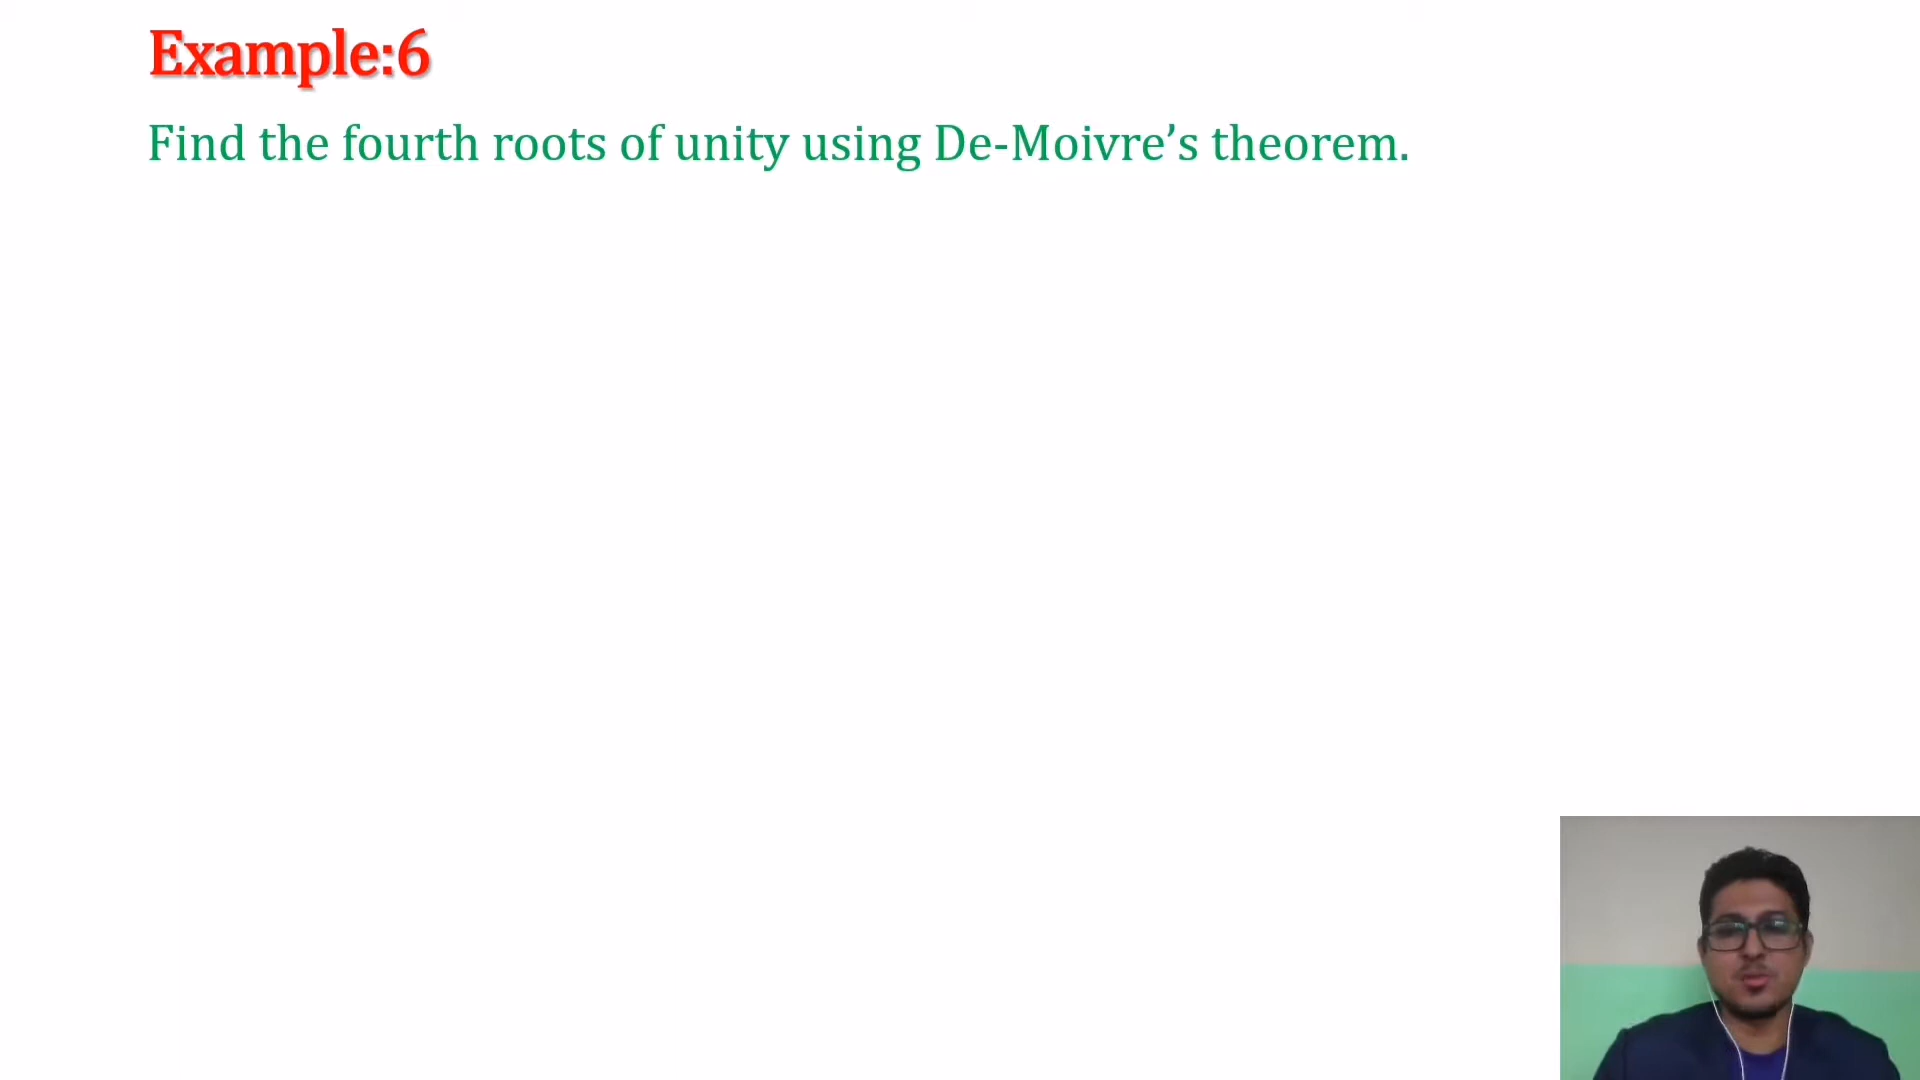 Example:6
Find the fourth roots of unity using De-Moivre’s theorem.